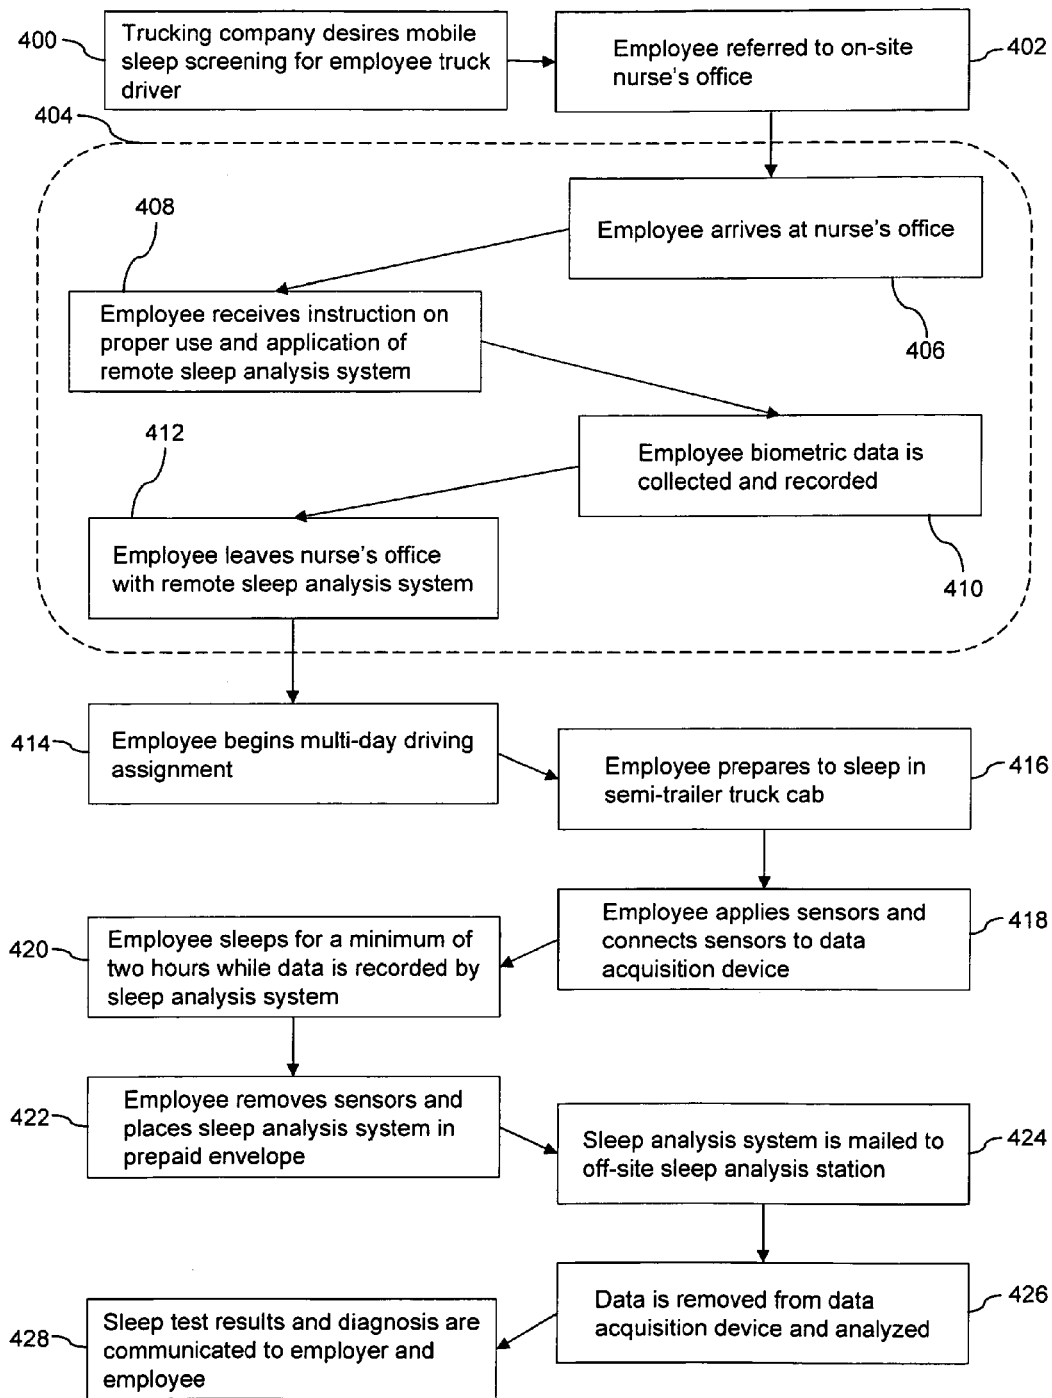 400
Trucking company desires mobile
sleep screening for employee truck
driver
Employee referred to on-site
nurse's office
402
404
Employee arrives at nurse's office
406
408
Employee receives instruction on
proper use and application of
remote sleep analysis system
Employee biometric data is
collected and recorded
410
412
Employee leaves nurse's office
with remote sleep analysis system
414
Employee begins multi-day driving
assignment
Employee prepares to sleep in
semi-trailer truck cab
416
Employee applies sensors and
connects sensors to data
acquisition device
418
420
Employee sleeps for a minimum of
two hours while data is recorded by
sleep analysis system
422
Employee removes sensors and
places sleep analysis system in
prepaid envelope
Sleep analysis system is mailed to
off-site sleep analysis station
424
Data is removed from data
acquisition device and analyzed
426
428
Sleep test results and diagnosis are
communicated to employer and
employee